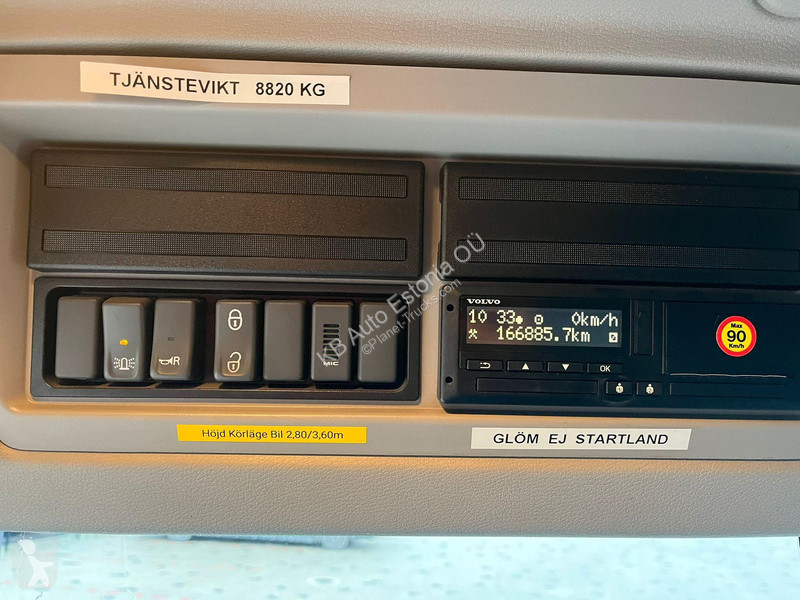 TJÄNSTEVIKT 8820 KG
VOLVO
10 33 0km/h
166885.7km
Max
90
Km/h
OK
R
MIC
Höjd Körläge Bil 2,80/3,60m
GLÖM EJ STARTLAND
KB Auto Estonia OÜ
©Planet-Trucks.com